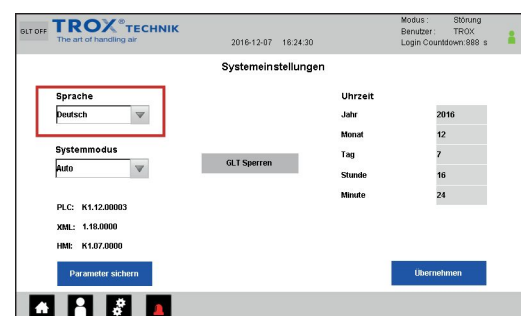 GLT OFF
TROX® TECHNIK
The art of handling air
2016-12-07 16:24:30
Modus: Störung
Benutzer: TROX
Login Countdown:888 s
Systemeinstellungen
Sprache
Deutsch
Systemmodus
Auto
PLC: K1.12.00003
XML: 1.18.0000
HMI: K1.07.0000
Parameter sichern
GLT Sperren
Uhrzeit
Jahr 2016
Monat 12
Tag 7
Stunde 16
Minute 24
Übernehmen